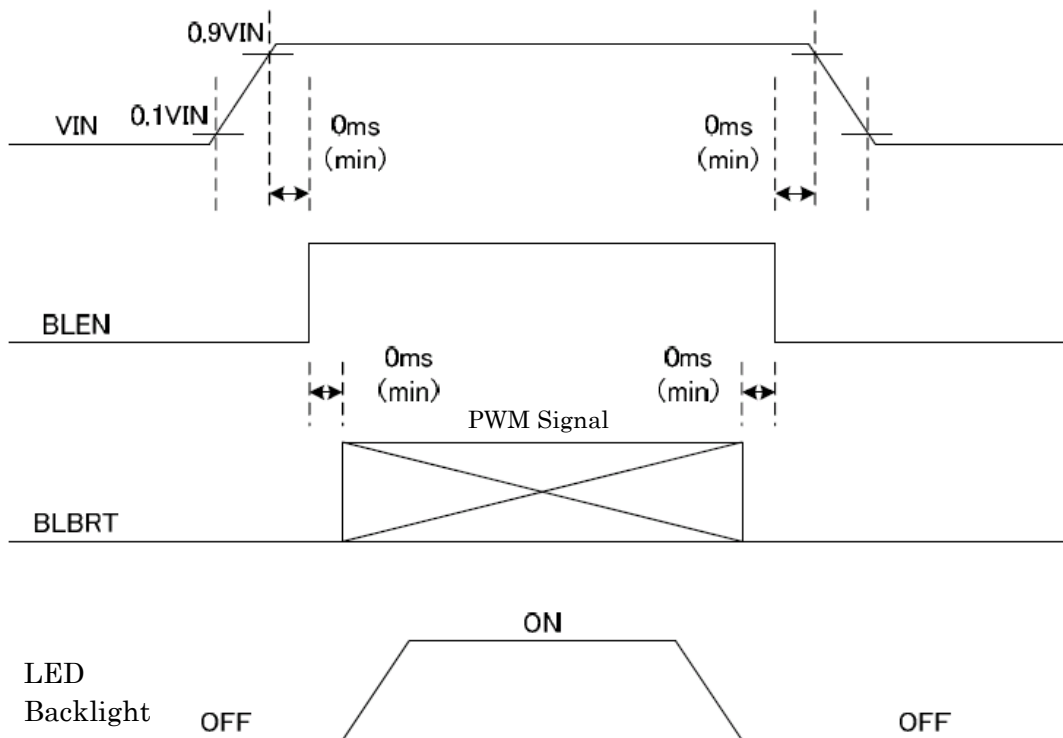 0.9VIN
0.1VIN
VIN
0ms
(min)
0ms
(min)
BLEN
0ms
(min)
0ms
(min)
PWM Signal
BLBRT
ON
LED
Backlight
OFF
OFF